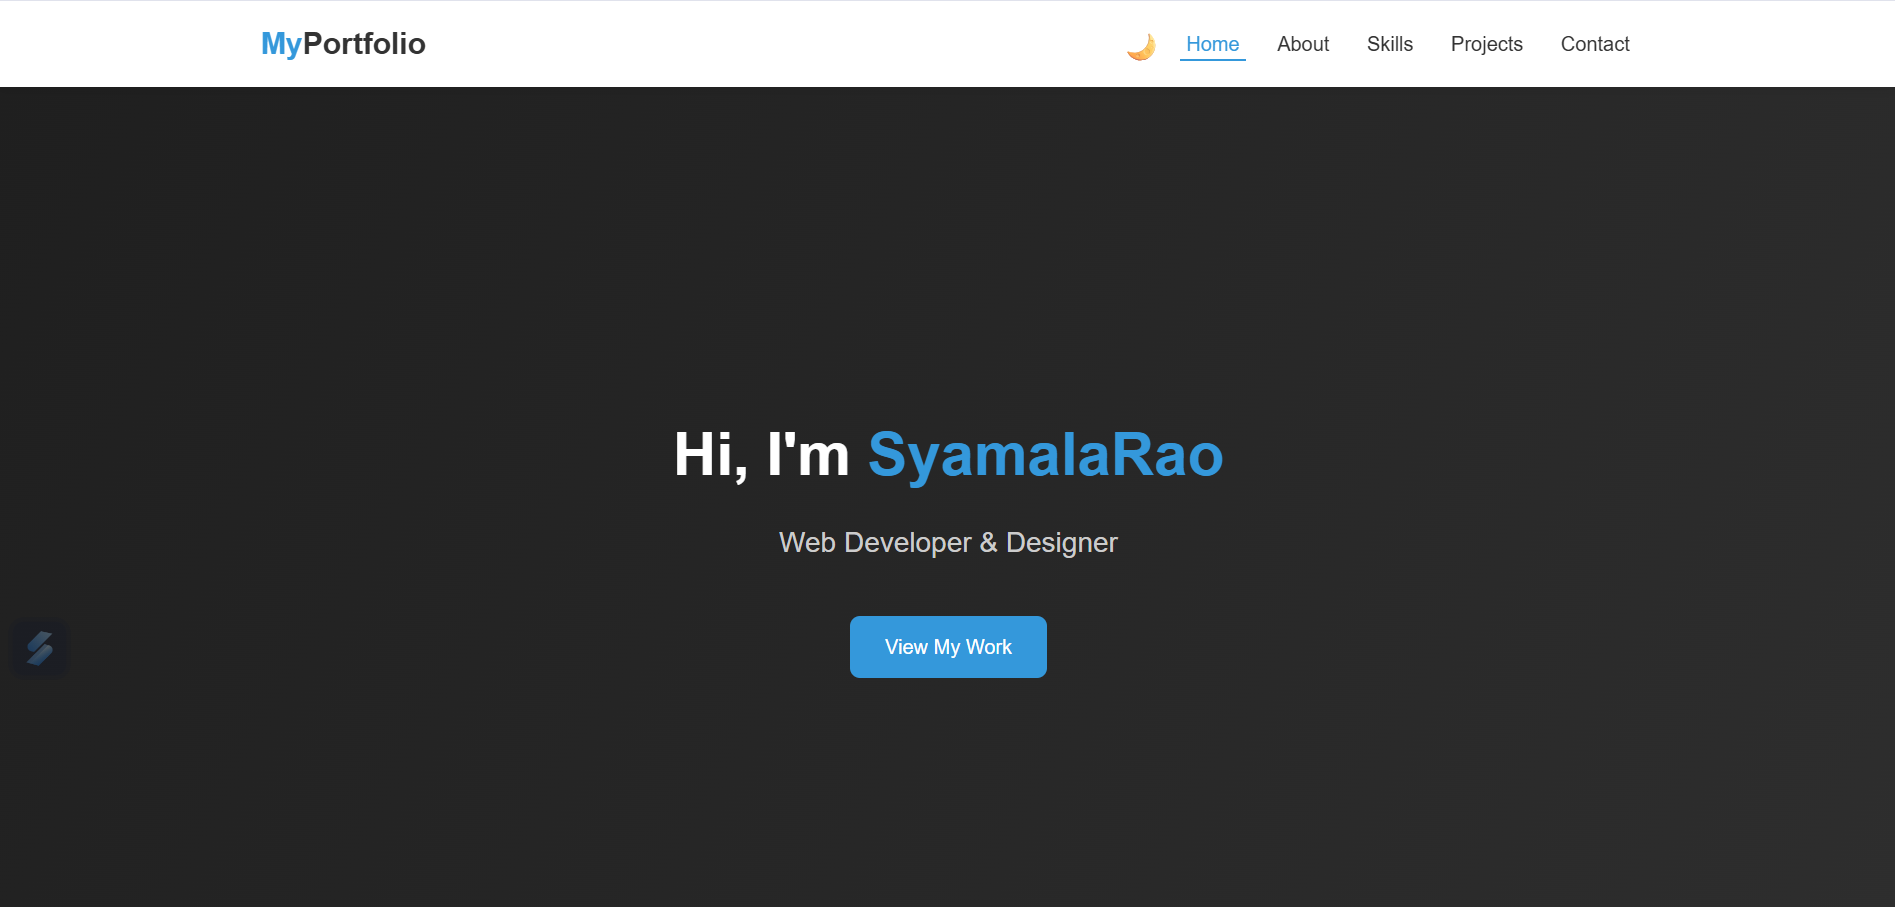 MyPortfolio
Home About Skills Projects Contact
Hi, I'm SyamalaRao
Web Developer & Designer
View My Work